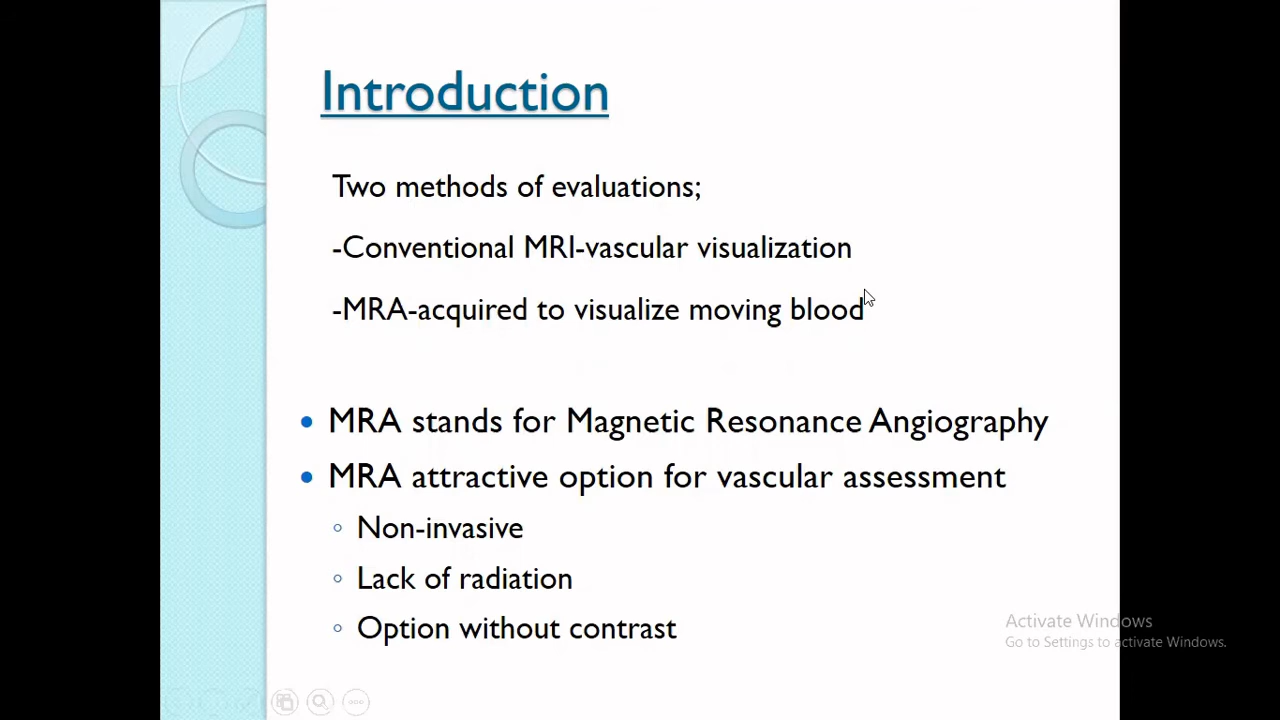 Introduction
Two methods of evaluations;
-Conventional MRI-vascular visualization
-MRA-acquired to visualize moving blood
• MRA stands for Magnetic Resonance Angiography
• MRA attractive option for vascular assessment
◦ Non-invasive
◦ Lack of radiation
◦ Option without contrast
Activate Windows
Go to Settings to activate Windows.